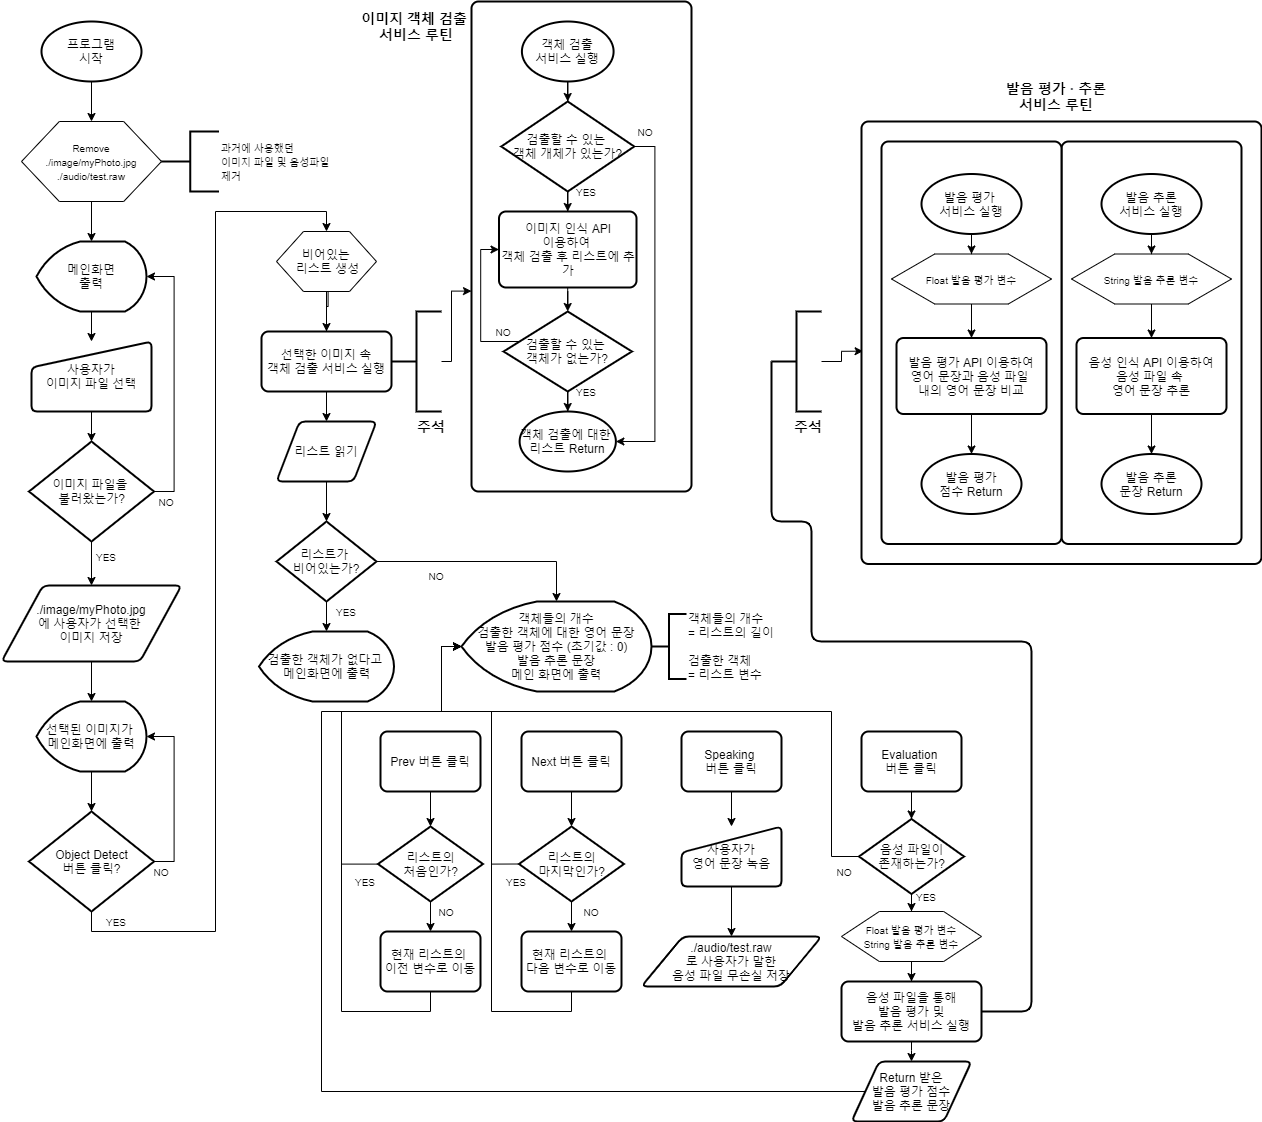 프로그램
시작
Remove
./image/myPhoto.jpg
./audio/test.raw
과거에 사용했던
이미지 파일 및 음성파일
제거
메인화면
출력
사용자가
이미지 파일 선택
이미지 파일을
불러왔는가?
NO
YES
./image/myPhoto.jpg
에 사용자가 선택한
이미지 저장
선택된 이미지가
메인화면에 출력
Object Detect
버튼 클릭?
NO
YES
비어있는
리스트 생성
선택한 이미지 속
객체 검출 서비스 실행
주석
리스트 읽기
리스트가
비어있는가?
NO
YES
검출한 객체가 없다고
메인화면에 출력
이미지 객체 검출
서비스 루틴
객체 검출
서비스 실행
검출할 수 있는
객체 개체가 있는가?
NO
YES
이미지 인식 API
이용하여
객체 검출 후 리스트에 추
가
NO
검출할 수 있는
객체가 없는가?
YES
객체 검출에 대한
리스트 Return
객체들의 개수
검출한 객체에 대한 영어 문장
발음 평가 점수 (초기값 : 0)
발음 추론 문장
메인 화면에 출력
객체들의 개수
= 리스트의 길이
검출한 객체
= 리스트 변수
Prev 버튼 클릭
리스트의
처음인가?
YES
NO
현재 리스트의
이전 변수로 이동
Next 버튼 클릭
리스트의
마지막인가?
YES
NO
현재 리스트의
다음 변수로 이동
Speaking
버튼 클릭
사용자가
영어 문장 녹음
./audio/test.raw
로 사용자가 말한
음성 파일 무손실 저장
Evaluation
버튼 클릭
음성 파일이
존재하는가?
NO
YES
Float 발음 평가 변수
String 발음 추론 변수
음성 파일을 통해
발음 평가 및
발음 추론 서비스 실행
Return 받은
발음 평가 점수
발음 추론 문장
주석
발음 평가 · 추론
서비스 루틴
발음 평가
서비스 실행
Float 발음 평가 변수
발음 평가 API 이용하여
영어 문장과 음성 파일
내의 영어 문장 비교
발음 평가
점수 Return
발음 추론
서비스 실행
String 발음 추론 변수
음성 인식 API 이용하여
음성 파일 속
영어 문장 추론
발음 추론
문장 Return